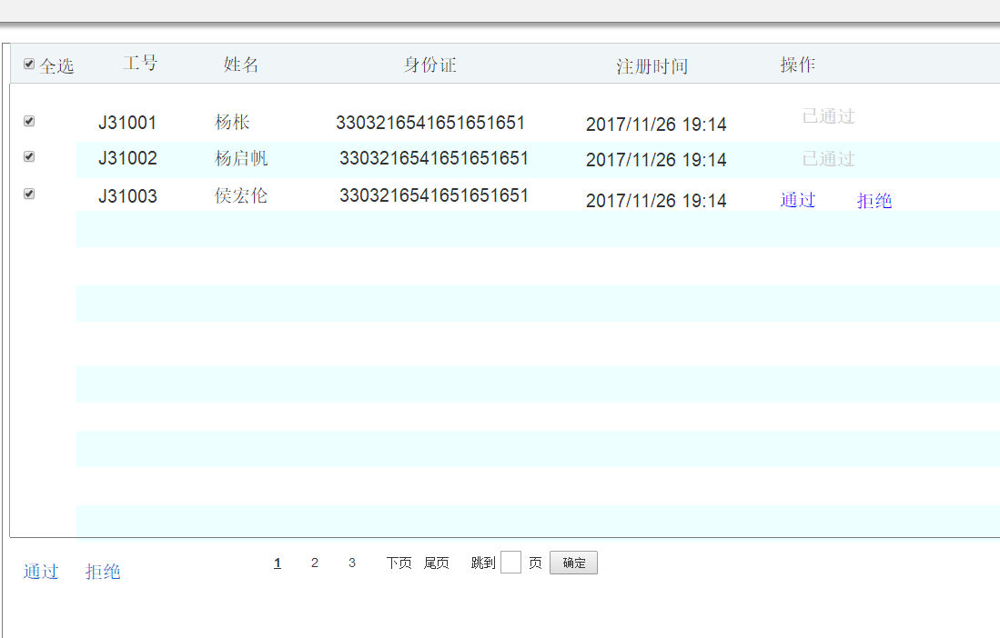 全选 工号 姓名 身份证 注册时间 操作
J31001 杨枨 3303216541651651651 2017/11/26 19:14 已通过
J31002 杨启帆 3303216541651651651 2017/11/26 19:14 已通过
J31003 侯宏伦 3303216541651651651 2017/11/26 19:14 通过 拒绝
通过 拒绝 1 2 3 下页 尾页 跳到 页 确定